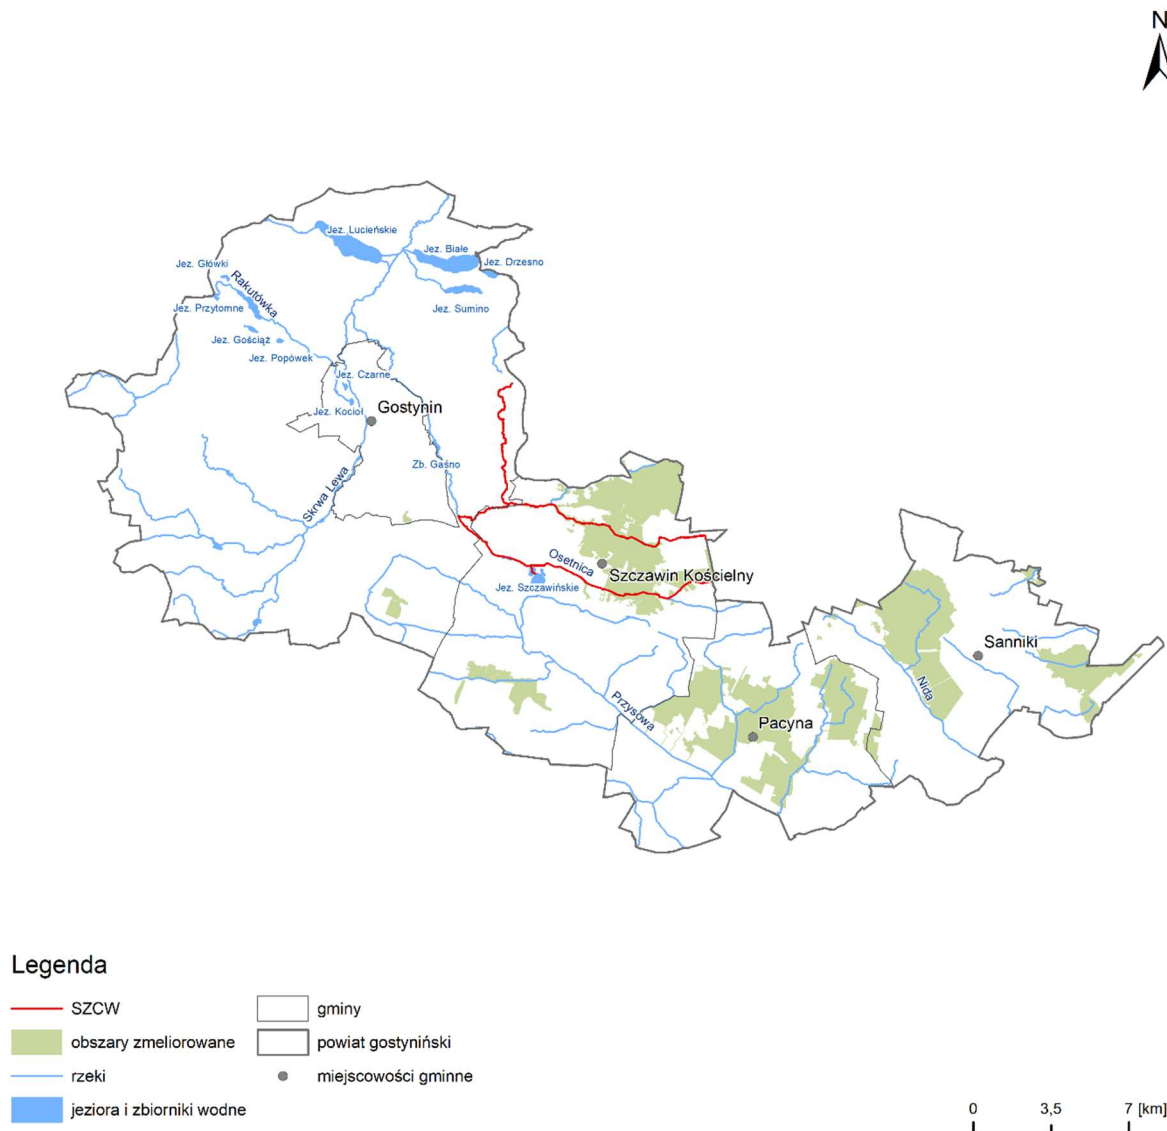 N
Jez. Lucieńskie
Jez. Białe
Jez. Drzesno
Jez. Główki
Rakutówka
Jez. Przytomne
Jez. Sumino
Jez. Gościąż
Jez. Popówek
Jez. Czarne
Jez. Kocioł
Gostynin
Zb. Gaśno
Skrwa Lewa
Osetnica
Szczawin Kościelny
Jez. Szczawińskie
Sanniki
Nida
Przysowa
Pacyna
Legenda
SZCW
gminy
obszary zmeliorowane
powiat gostyniński
rzeki
miejscowości gminne
jeziora i zbiorniki wodne
0 3,5 7 [km]